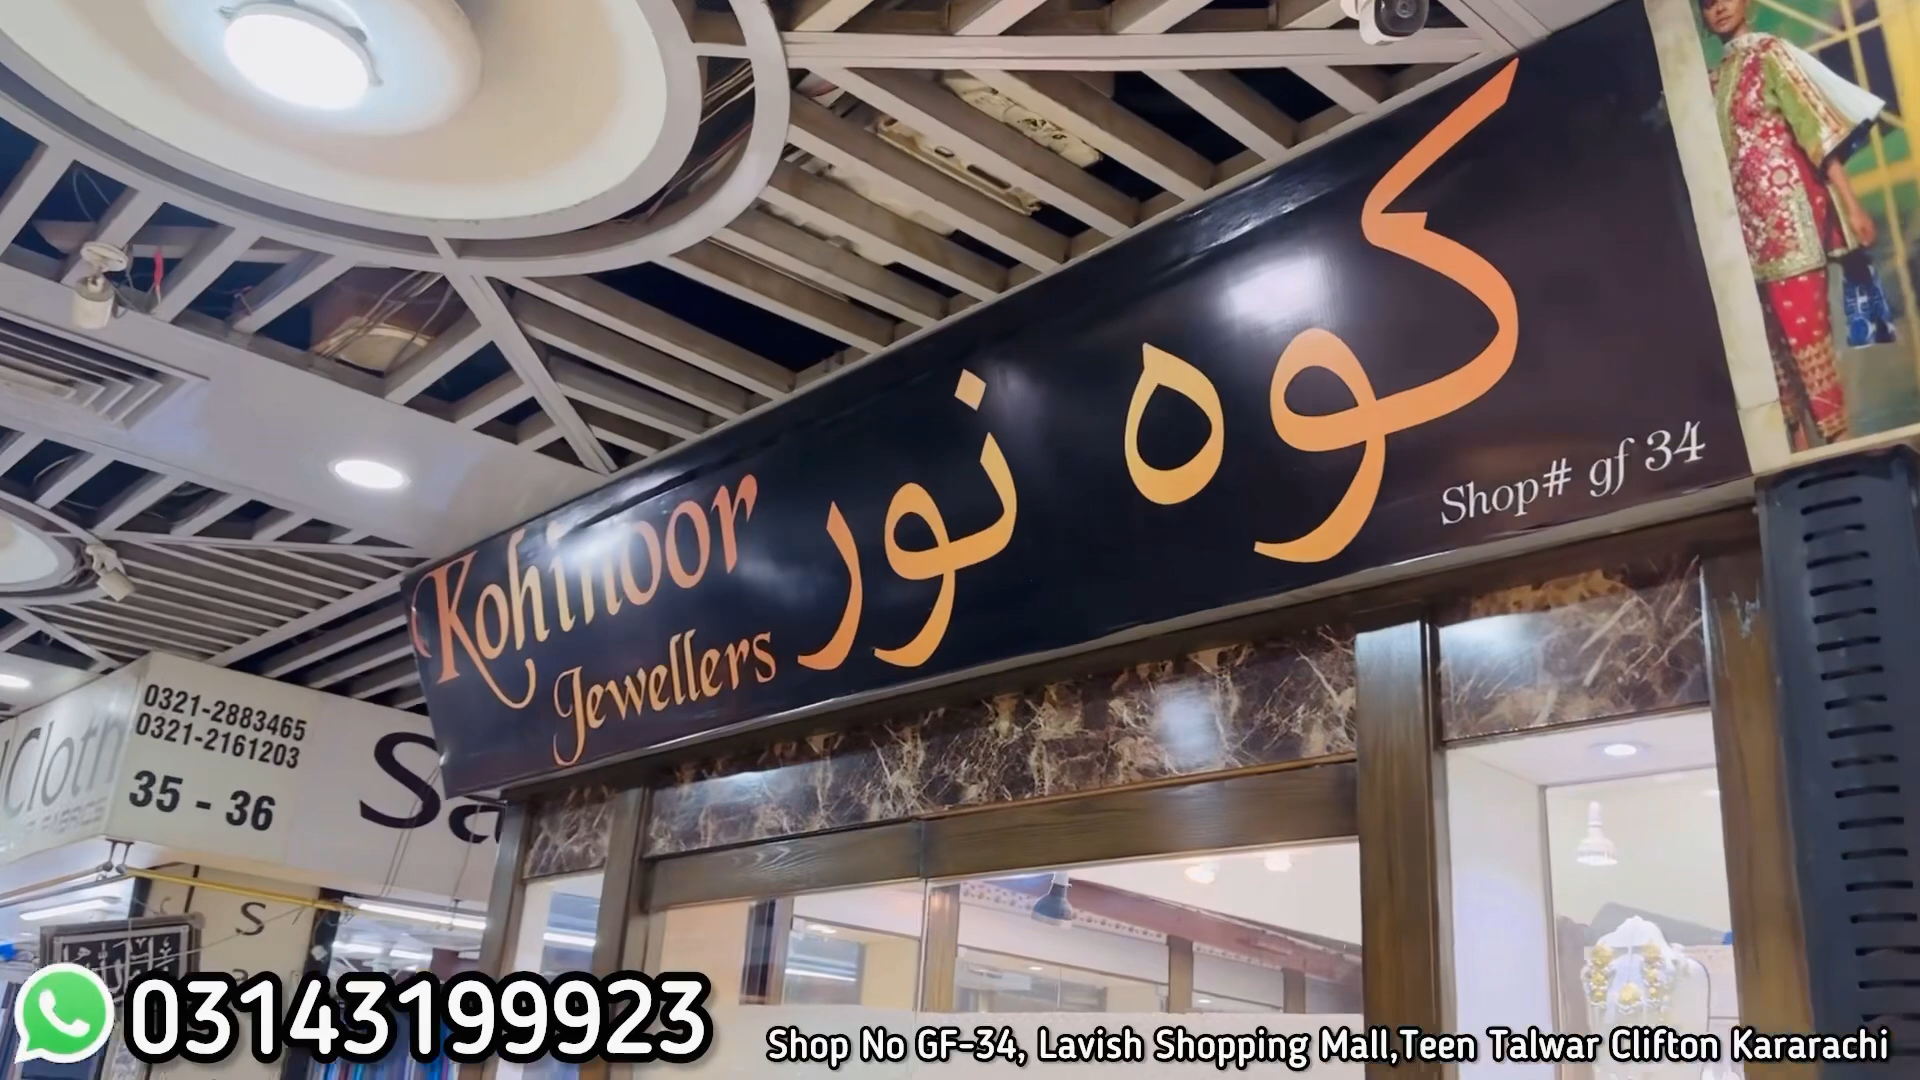 کوہ نور
Kohinoor
Jewellers
Shop# gf 34
0321-2883465
0321-2161203
35 - 36
Cloth
S
03143199923
Shop No GF-34, Lavish Shopping Mall,Teen Talwar Clifton Kararachi